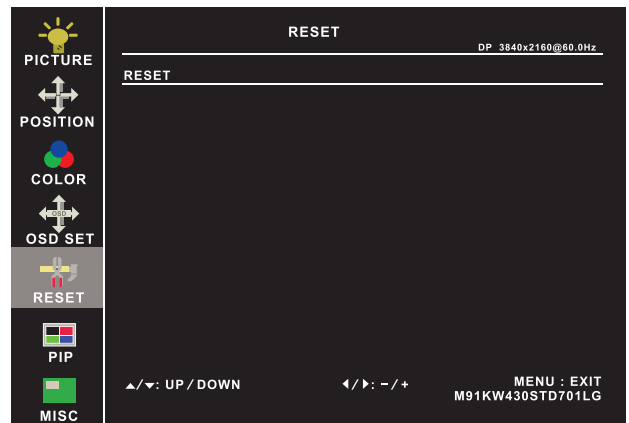 RESET
DP 3840x2160@60.0Hz
RESET
PICTURE
POSITION
COLOR
OSD
OSD SET
RESET
PIP
MISC
▲/▼: UP / DOWN
◀/▶: − / +
MENU : EXIT
M91KW430STD701LG